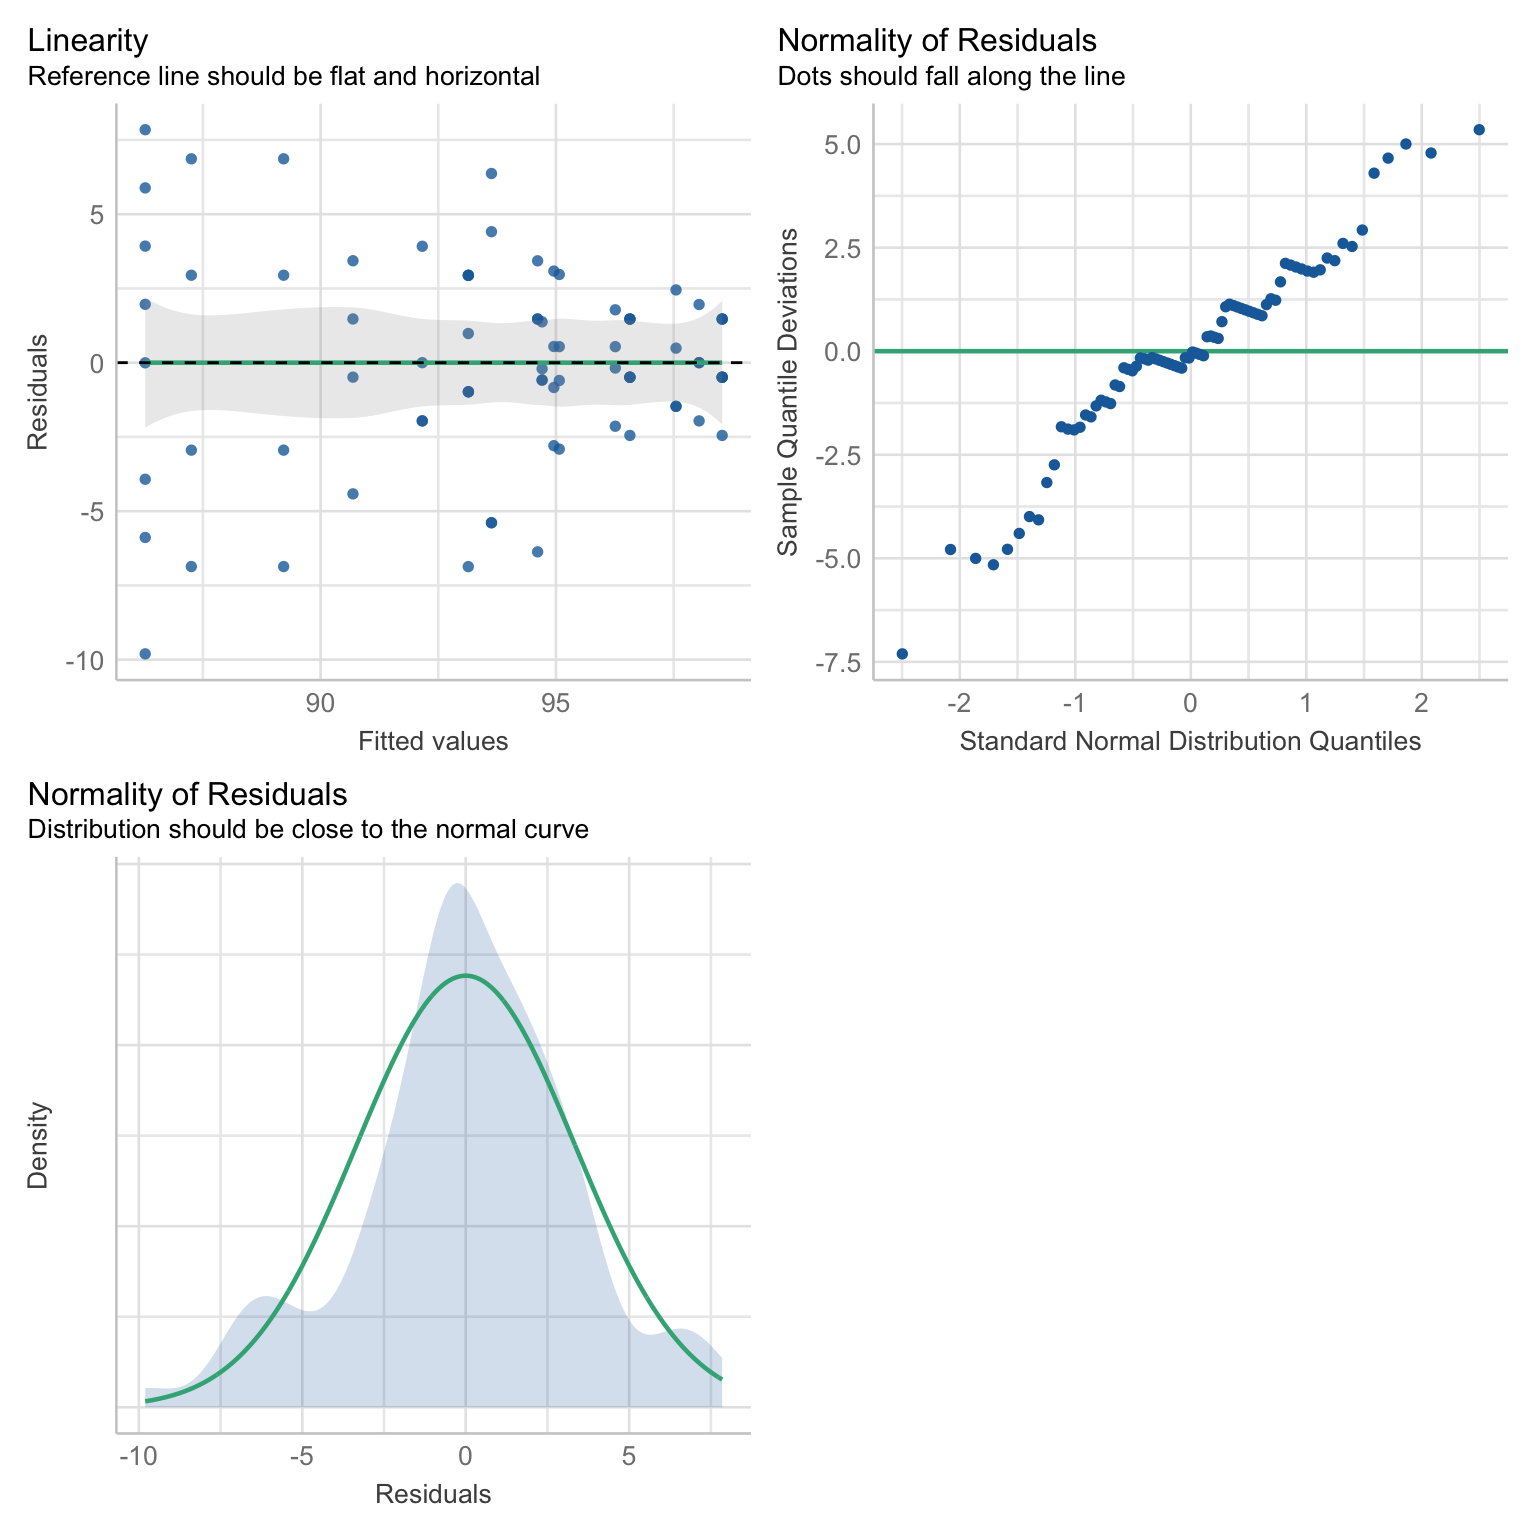 Linearity
Reference line should be flat and horizontal
5
0
-5
-10
Residuals
90
95
Fitted values
Normality of Residuals
Dots should fall along the line
5.0
2.5
0.0
-2.5
-5.0
-7.5
Sample Quantile Deviations
-2
-1
0
1
2
Standard Normal Distribution Quantiles
Normality of Residuals
Distribution should be close to the normal curve
Density
-10
-5
0
5
Residuals